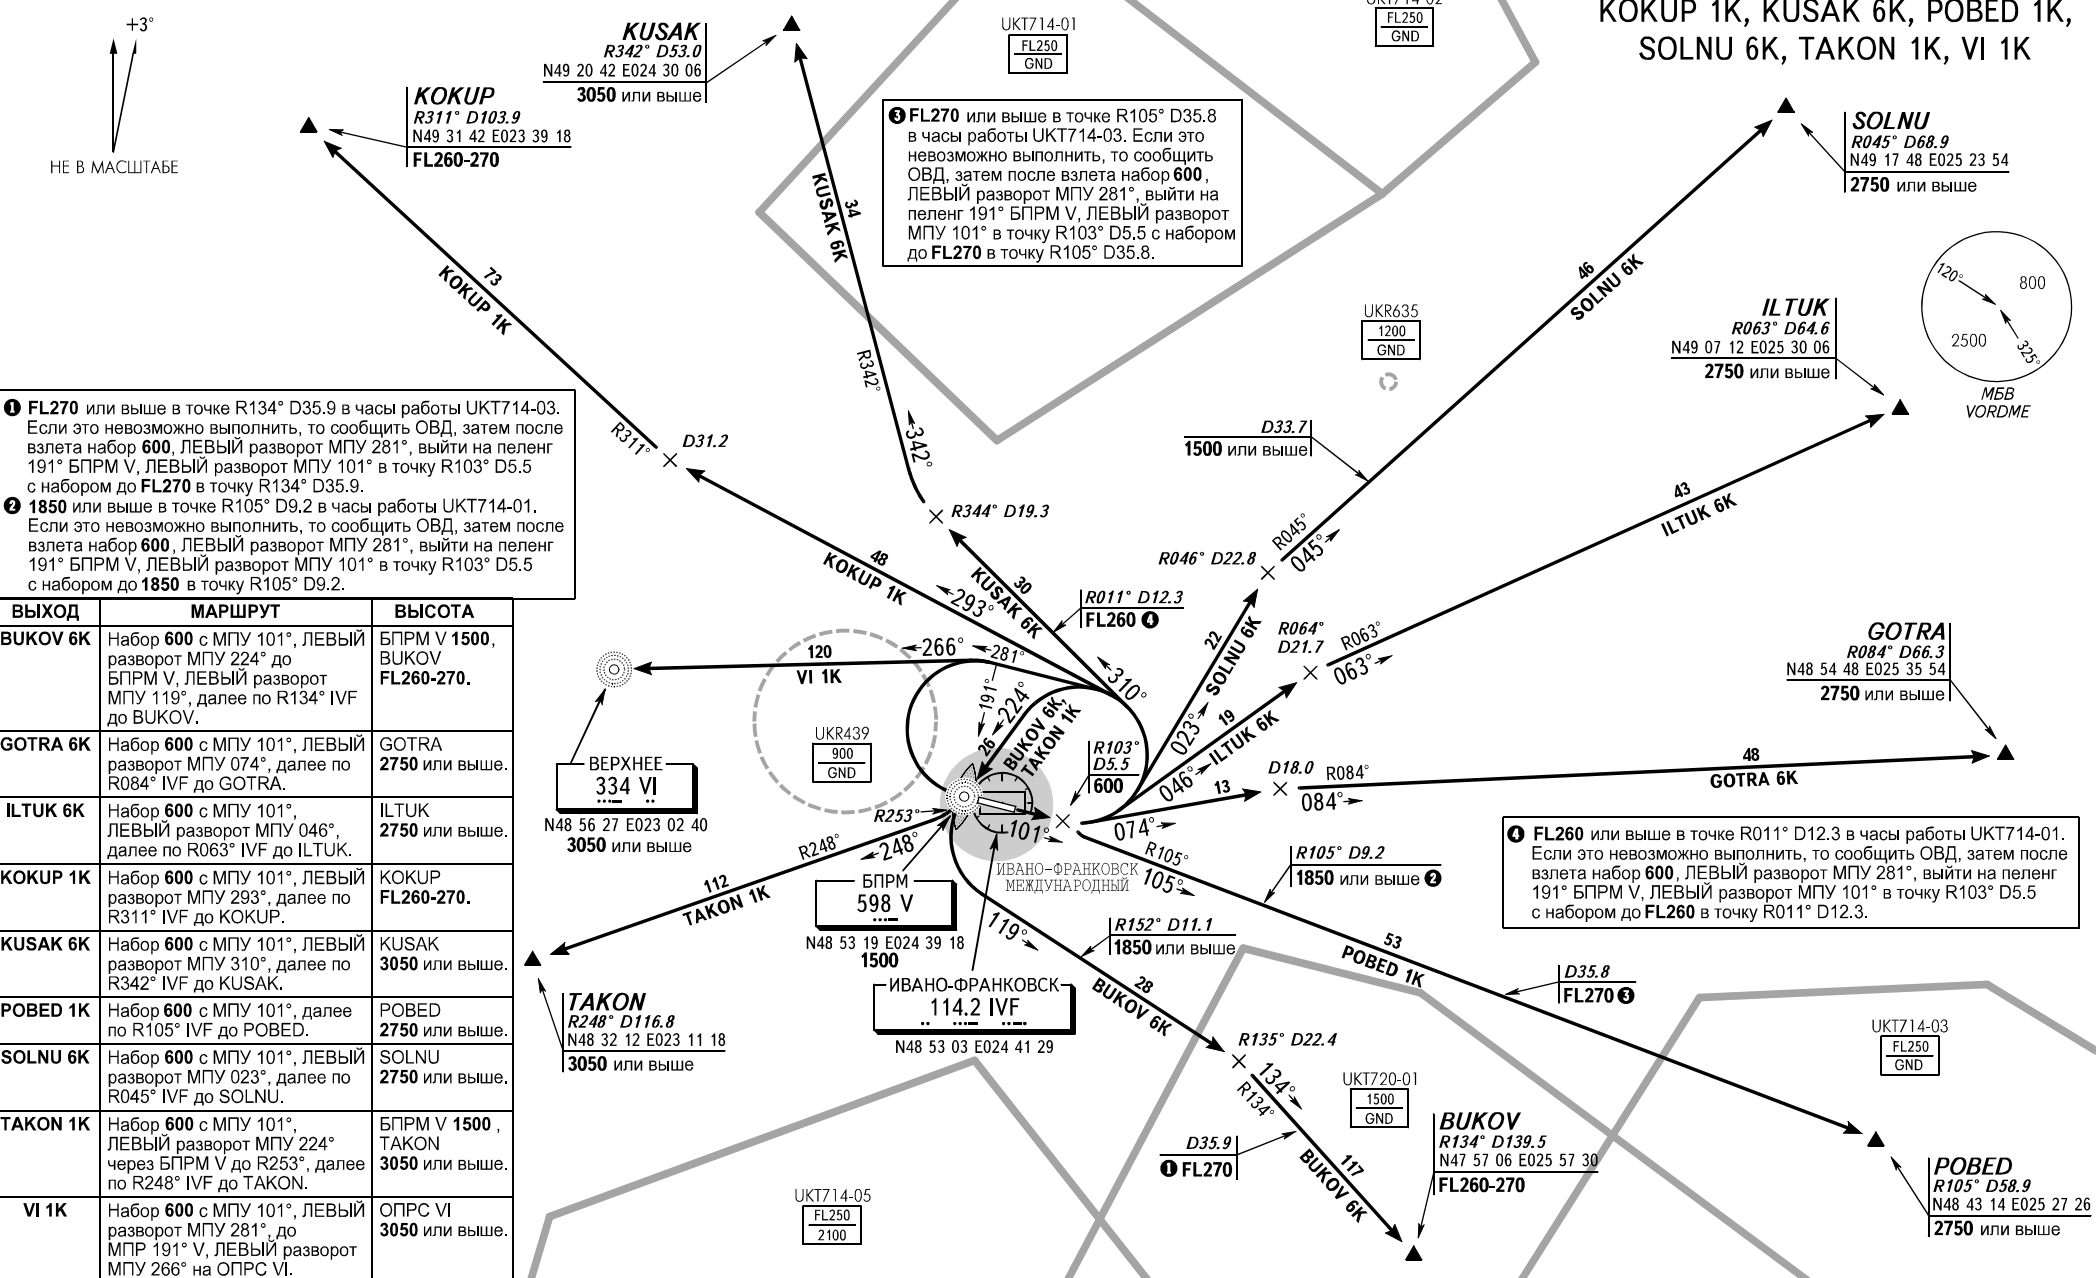 KOKUP 1K, KUSAK 6K, POBED 1K,
SOLNU 6K, TAKON 1K, VI 1K
+3°
НЕ В МАСШТАБЕ
KOKUP
R311° D103.9
N49 31 42 E023 39 18
FL260-270
KUSAK
R342° D53.0
N49 20 42 E024 30 06
3050 или выше
UKT714-01
FL250
GND
UKT714-02
FL250
GND
❸ FL270 или выше в точке R105° D35.8
в часы работы UKT714-03. Если это
невозможно выполнить, то сообщить
ОВД, затем после взлета набор 600,
ЛЕВЫЙ разворот МПУ 281°, выйти на
пеленг 191° БПРМ V, ЛЕВЫЙ разворот
МПУ 101° в точку R103° D5.5 с набором
до FL270 в точку R105° D35.8.
SOLNU
R045° D68.9
N49 17 48 E025 23 54
2750 или выше
120°
800
2500
325°
МБВ
VORDME
ILTUK
R063° D64.6
N49 07 12 E025 30 06
2750 или выше
UKR635
1200
GND
73
KOKUP 1K
34
KUSAK 6K
R342°
342°
46
SOLNU 6K
❶ FL270 или выше в точке R134° D35.9 в часы работы UKT714-03.
Если это невозможно выполнить, то сообщить ОВД, затем после
взлета набор 600, ЛЕВЫЙ разворот МПУ 281°, выйти на пеленг
191° БПРМ V, ЛЕВЫЙ разворот МПУ 101° в точку R103° D5.5
с набором до FL270 в точку R134° D35.9.
❷ 1850 или выше в точке R105° D9.2 в часы работы UKT714-01.
Если это невозможно выполнить, то сообщить ОВД, затем после
взлета набор 600, ЛЕВЫЙ разворот МПУ 281°, выйти на пеленг
191° БПРМ V, ЛЕВЫЙ разворот МПУ 101° в точку R103° D5.5
с набором до 1850 в точку R105° D9.2.
R311°
D31.2
R344° D19.3
D33.7
1500 или выше
43
ILTUK 6K
48
KOKUP 1K
293°
30
KUSAK 6K
R011° D12.3
FL260 ❹
R046° D22.8
R045°
045°
22
SOLNU 6K
023°
R064°
D21.7
R063°
063°
19
ILTUK 6K
046°
GOTRA
R084° D66.3
N48 54 48 E025 35 54
2750 или выше
48
GOTRA 6K
D18.0
R084°
084°
13
074°
120
VI 1K
266°
281°
191°
224°
310°
26
BUKOV 6K,
TAKON 1K
R103°
D5.5
600
UKR439
900
GND
ВЕРХНЕЕ
334 VI
N48 56 27 E023 02 40
3050 или выше
R253°
R248°
248°
101°
ИВАНО-ФРАНКОВСК
МЕЖДУНАРОДНЫЙ
R105°
105°
R105° D9.2
1850 или выше ❷
112
TAKON 1K
БПРМ
598 V
N48 53 19 E024 39 18
1500
119°
R152° D11.1
1850 или выше
ИВАНО-ФРАНКОВСК
114.2 IVF
N48 53 03 E024 41 29
28
BUKOV 6K
53
POBED 1K
D35.8
FL270 ❸
❹ FL260 или выше в точке R011° D12.3 в часы работы UKT714-01.
Если это невозможно выполнить, то сообщить ОВД, затем после
взлета набор 600, ЛЕВЫЙ разворот МПУ 281°, выйти на пеленг
191° БПРМ V, ЛЕВЫЙ разворот МПУ 101° в точку R103° D5.5
с набором до FL260 в точку R011° D12.3.
TAKON
R248° D116.8
N48 32 12 E023 11 18
3050 или выше
R135° D22.4
134°
R134°
D35.9
❶ FL270
117
BUKOV 6K
UKT720-01
1500
GND
BUKOV
R134° D139.5
N47 57 06 E025 57 30
FL260-270
UKT714-03
FL250
GND
UKT714-05
FL250
2100
POBED
R105° D58.9
N48 43 14 E025 27 26
2750 или выше
ВЫХОД МАРШРУТ ВЫСОТА
BUKOV 6K Набор 600 с МПУ 101°, ЛЕВЫЙ БПРМ V 1500,
разворот МПУ 224° до BUKOV
БПРМ V, ЛЕВЫЙ разворот FL260-270.
МПУ 119°, далее по R134° IVF
до BUKOV.
GOTRA 6K Набор 600 с МПУ 101°, ЛЕВЫЙ GOTRA
разворот МПУ 074°, далее по 2750 или выше.
R084° IVF до GOTRA.
ILTUK 6K Набор 600 с МПУ 101°, ILTUK
ЛЕВЫЙ разворот МПУ 046°, 2750 или выше.
далее по R063° IVF до ILTUK.
KOKUP 1K Набор 600 с МПУ 101°, ЛЕВЫЙ KOKUP
разворот МПУ 293°, далее по FL260-270.
R311° IVF до KOKUP.
KUSAK 6K Набор 600 с МПУ 101°, ЛЕВЫЙ KUSAK
разворот МПУ 310°, далее по 3050 или выше.
R342° IVF до KUSAK.
POBED 1K Набор 600 с МПУ 101°, далее POBED
по R105° IVF до POBED. 2750 или выше.
SOLNU 6K Набор 600 с МПУ 101°, ЛЕВЫЙ SOLNU
разворот МПУ 023°, далее по 2750 или выше.
R045° IVF до SOLNU.
TAKON 1K Набор 600 с МПУ 101°, БПРМ V 1500 ,
ЛЕВЫЙ разворот МПУ 224° TAKON
через БПРМ V до R253°, далее 3050 или выше.
по R248° IVF до TAKON.
VI 1K Набор 600 с МПУ 101°, ЛЕВЫЙ ОПРС VI
разворот МПУ 281°, до 3050 или выше.
МПР 191° V, ЛЕВЫЙ разворот
МПУ 266° на ОПРС VI.